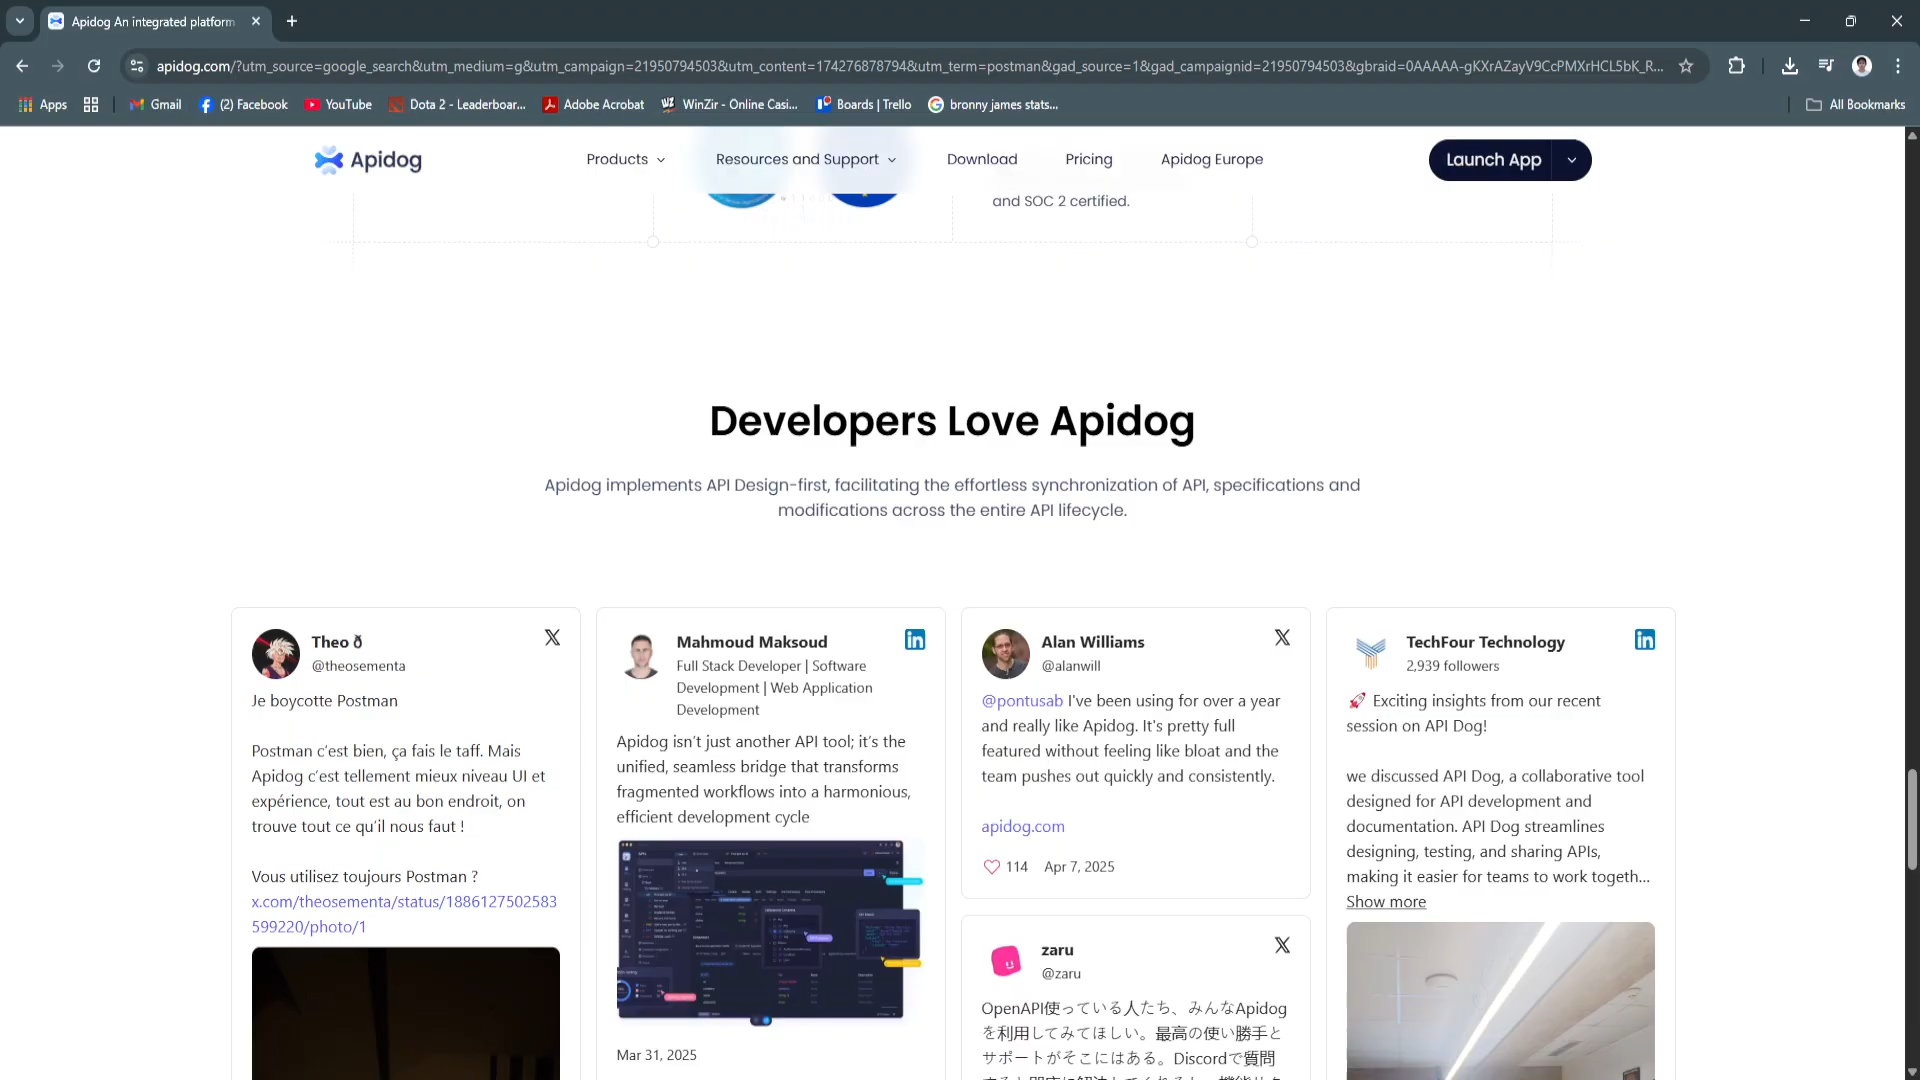 Apidog An integrated platform
apidog.com/?utm_source=google_search&utm_medium=g&utm_campaign=21950794503&utm_content=174276878794&utm_term=postman&gad_source=1&gad_campaignid=21950794503&gbraid=0AAAAA-gKXrAZayV9CcPMXrHCL5bK_R...
Apps
Gmail
(2) Facebook
YouTube
Dota 2 - Leaderboar...
Adobe Acrobat
WinZir - Online Casi...
Boards | Trello
bronny james stats...
All Bookmarks
Apidog
Products
Resources and Support
Download
Pricing
Apidog Europe
Launch App
and SOC 2 certified.
Developers Love Apidog
Apidog implements API Design-first, facilitating the effortless synchronization of API, specifications and
modifications across the entire API lifecycle.
Theo ð
@theosementa
Je boycotte Postman
Postman c’est bien, ça fais le taff. Mais
Apidog c’est tellement mieux niveau UI et
expérience, tout est au bon endroit, on
trouve tout ce qu’il nous faut !
Vous utilisez toujours Postman ?
x.com/theosementa/status/1886127502583
599220/photo/1
Mahmoud Maksoud
Full Stack Developer | Software
Development | Web Application
Development
Apidog isn’t just another API tool; it’s the
unified, seamless bridge that transforms
fragmented workflows into a harmonious,
efficient development cycle
Mar 31, 2025
Alan Williams
@alanwill
@pontusab I've been using for over a year
and really like Apidog. It's pretty full
featured without feeling like bloat and the
team pushes out quickly and consistently.
apidog.com
114 Apr 7, 2025
zaru
@zaru
OpenAPI使っている人たち、みんなApidog
を利用してみてほしい。最高の使い勝手と
サポートがそこにはある。Discordで質問
TechFour Technology
2,939 followers
🚀 Exciting insights from our recent
session on API Dog!
we discussed API Dog, a collaborative tool
designed for API development and
documentation. API Dog streamlines
designing, testing, and sharing APIs,
making it easier for teams to work togeth...
Show more